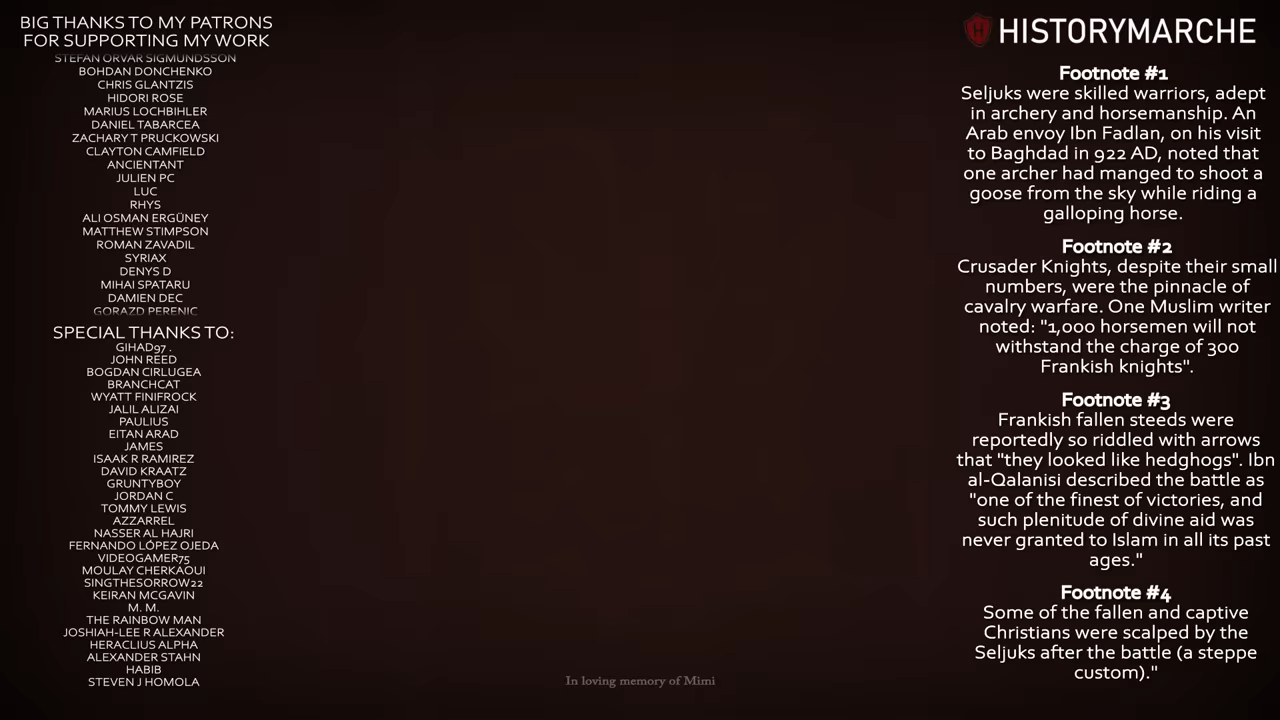 BIG THANKS TO MY PATRONS
FOR SUPPORTING MY WORK
STEFAN ORVAR SIGMUNDSSON
BOHDAN DONCHENKO
CHRIS GLANTZIS
HIDORI ROSE
MARIUS LOCHBIHLER
DANIEL TABARCEA
ZACHARY T PRUCKOWSKI
CLAYTON CAMFIELD
ANCIENTANT
JULIEN PC
LUC
RHYS
ALI OSMAN ERGÜNEY
MATTHEW STIMPSON
ROMAN ZAVADIL
SYRIAX
DENYS D
MIHAI SPATARU
DAMIEN DEC
GORAZD PERENIC
SPECIAL THANKS TO:
GIHAD97 .
JOHN REED
BOGDAN CIRLUGEA
BRANCHCAT
WYATT FINIFROCK
JALIL ALIZAI
PAULIUS
EITAN ARAD
JAMES
ISAAK R RAMIREZ
DAVID KRAATZ
GRUNTYBOY
JORDAN C
TOMMY LEWIS
AZZARREL
NASSER AL HAJRI
FERNANDO LÓPEZ OJEDA
VIDEOGAMER75
MOULAY CHERKAOUI
SINGTHESORROW22
KEIRAN MCGAVIN
M. M.
THE RAINBOW MAN
JOSHIAH-LEE R ALEXANDER
HERACLIUS ALPHA
ALEXANDER STAHN
HABIB
STEVEN J HOMOLA
In loving memory of Mimi
HISTORYMARCHE
Footnote #1
Seljuks were skilled warriors, adept
in archery and horsemanship. An
Arab envoy Ibn Fadlan, on his visit
to Baghdad in 922 AD, noted that
one archer had manged to shoot a
goose from the sky while riding a
galloping horse.
Footnote #2
Crusader Knights, despite their small
numbers, were the pinnacle of
cavalry warfare. One Muslim writer
noted: "1,000 horsemen will not
withstand the charge of 300
Frankish knights".
Footnote #3
Frankish fallen steeds were
reportedly so riddled with arrows
that "they looked like hedghogs". Ibn
al-Qalanisi described the battle as
"one of the finest of victories, and
such plenitude of divine aid was
never granted to Islam in all its past
ages."
Footnote #4
Some of the fallen and captive
Christians were scalped by the
Seljuks after the battle (a steppe
custom)."